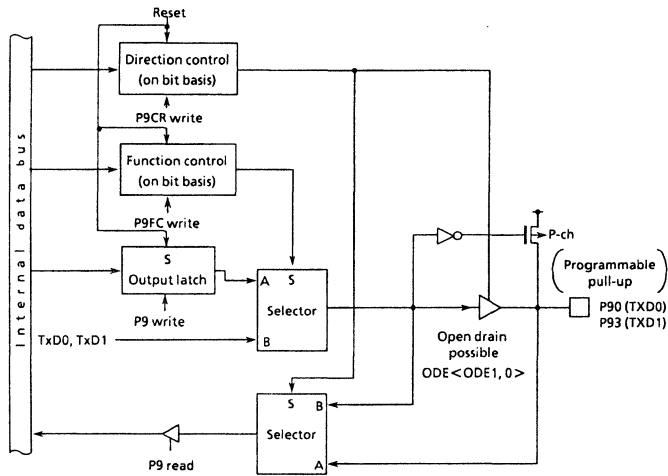 Reset
Direction control
(on bit basis)
P9CR write
Function control
(on bit basis)
P9FC write
S
Output latch
P9 write
A
S
Selector
B
TxD0, TxD1
Internal data bus
P-ch
(Programmable
pull-up)
P90 (TXD0)
P93 (TXD1)
Open drain
possible
ODE<ODE1, 0>
S
B
Selector
A
P9 read